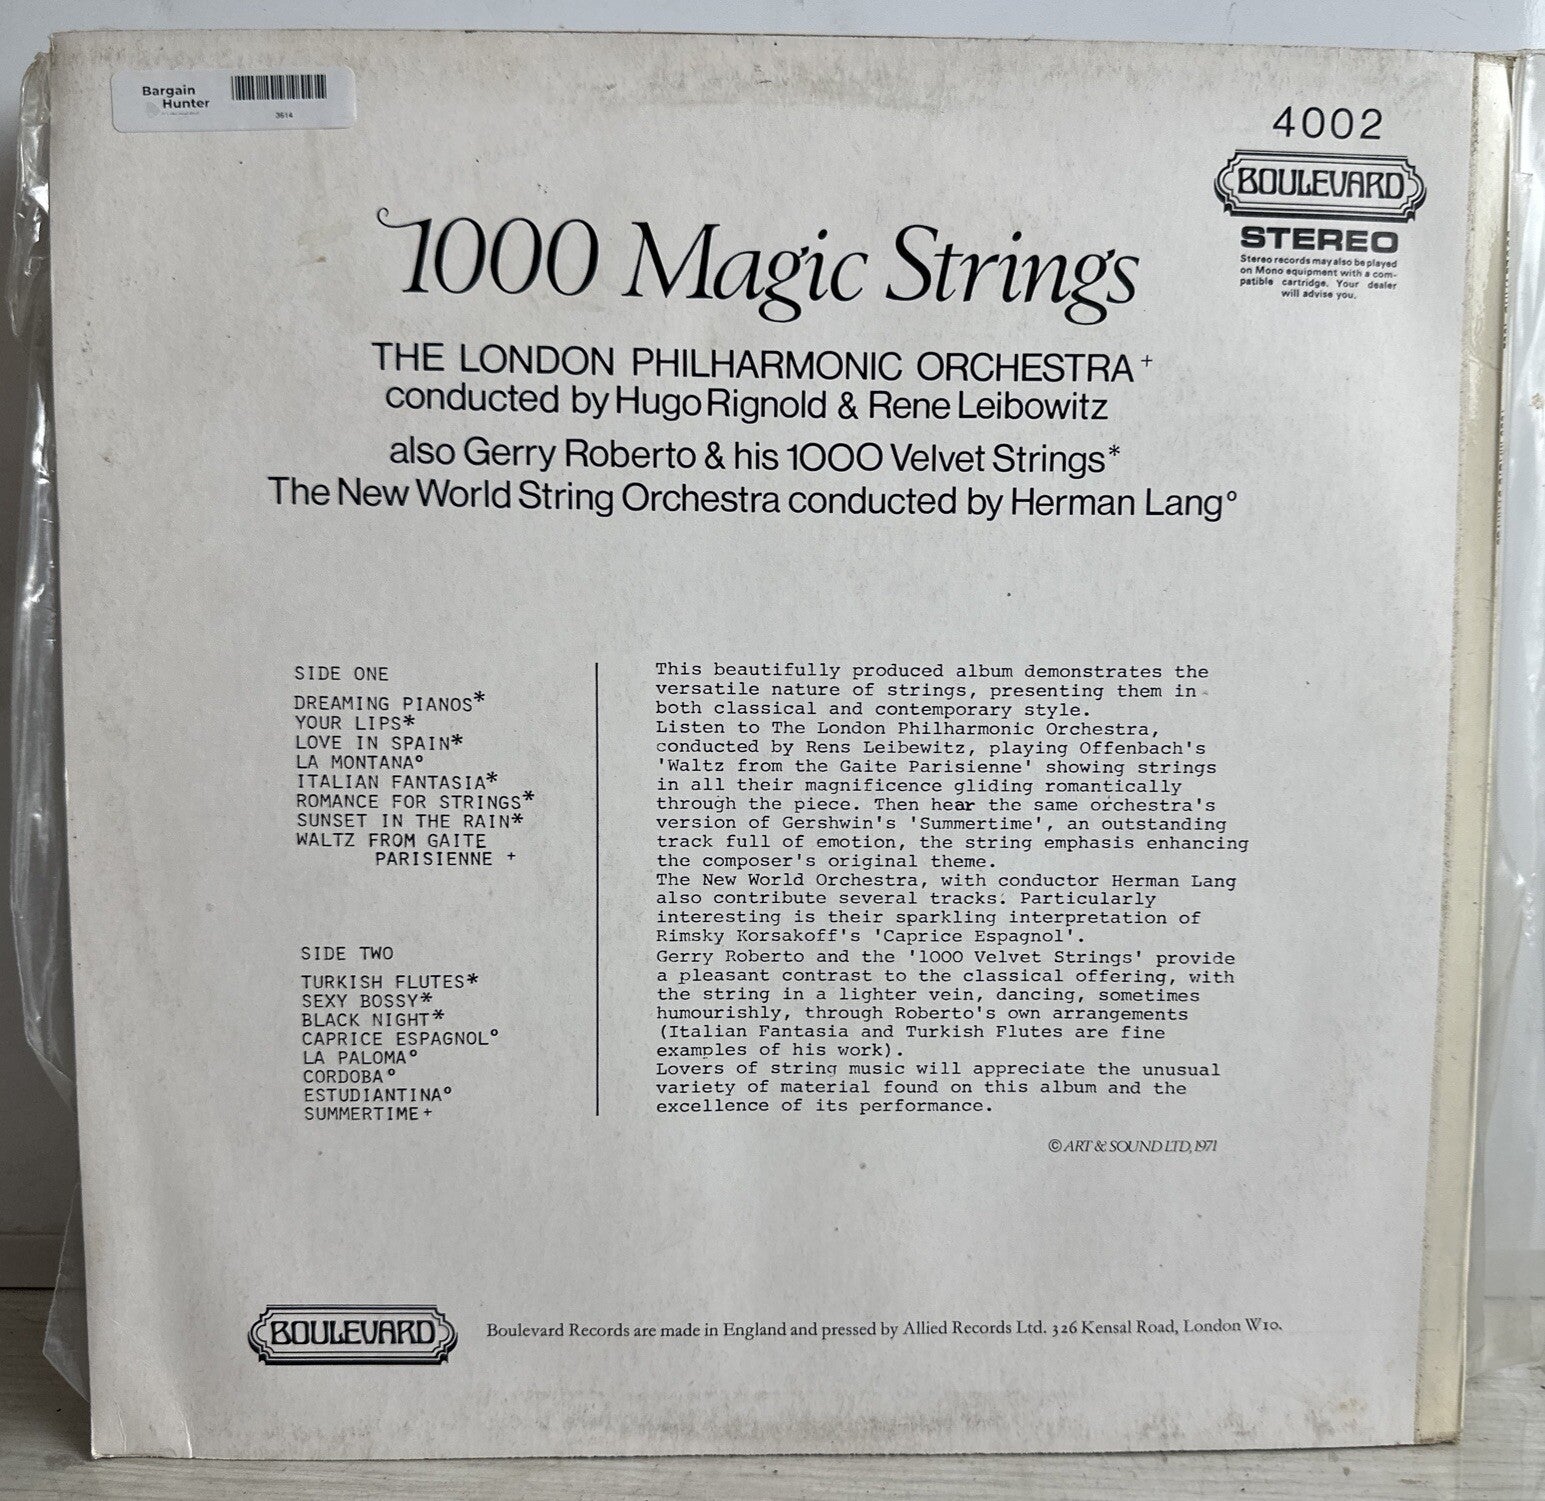 Bargain
Hunter
3614
4002
BOULEVARD
STEREO
Stereo records may also be played
on Mono equipment with a com-
patible cartridge. Your dealer
will advise you.
1000 Magic Strings
THE LONDON PHILHARMONIC ORCHESTRA+
conducted by Hugo Rignold & Rene Leibowitz
also Gerry Roberto & his 1000 Velvet Strings*
The New World String Orchestra conducted by Herman Lang°
SIDE ONE
DREAMING PIANOS*
YOUR LIPS*
LOVE IN SPAIN*
LA MONTANA°
ITALIAN FANTASIA*
ROMANCE FOR STRINGS*
SUNSET IN THE RAIN*
WALTZ FROM GAITE
PARISIENNE +
SIDE TWO
TURKISH FLUTES*
SEXY BOSSY*
BLACK NIGHT*
CAPRICE ESPAGNOL°
LA PALOMA°
CORDOBA°
ESTUDIANTINA°
SUMMERTIME+
This beautifully produced album demonstrates the
versatile nature of strings, presenting them in
both classical and contemporary style.
Listen to The London Philharmonic Orchestra,
conducted by Rens Leibewitz, playing Offenbach's
'Waltz from the Gaite Parisienne' showing strings
in all their magnificence gliding romantically
through the piece. Then hear the same orchestra's
version of Gershwin's 'Summertime', an outstanding
track full of emotion, the string emphasis enhancing
the composer's original theme.
The New World Orchestra, with conductor Herman Lang
also contribute several tracks. Particularly
interesting is their sparkling interpretation of
Rimsky Korsakoff's 'Caprice Espagnol'.
Gerry Roberto and the '1000 Velvet Strings' provide
a pleasant contrast to the classical offering, with
the string in a lighter vein, dancing, sometimes
humourishly, through Roberto's own arrangements
(Italian Fantasia and Turkish Flutes are fine
examples of his work).
Lovers of string music will appreciate the unusual
variety of material found on this album and the
excellence of its performance.
© ART & SOUND LTD, 1971
BOULEVARD
Boulevard Records are made in England and pressed by Allied Records Ltd. 326 Kensal Road, London W10.